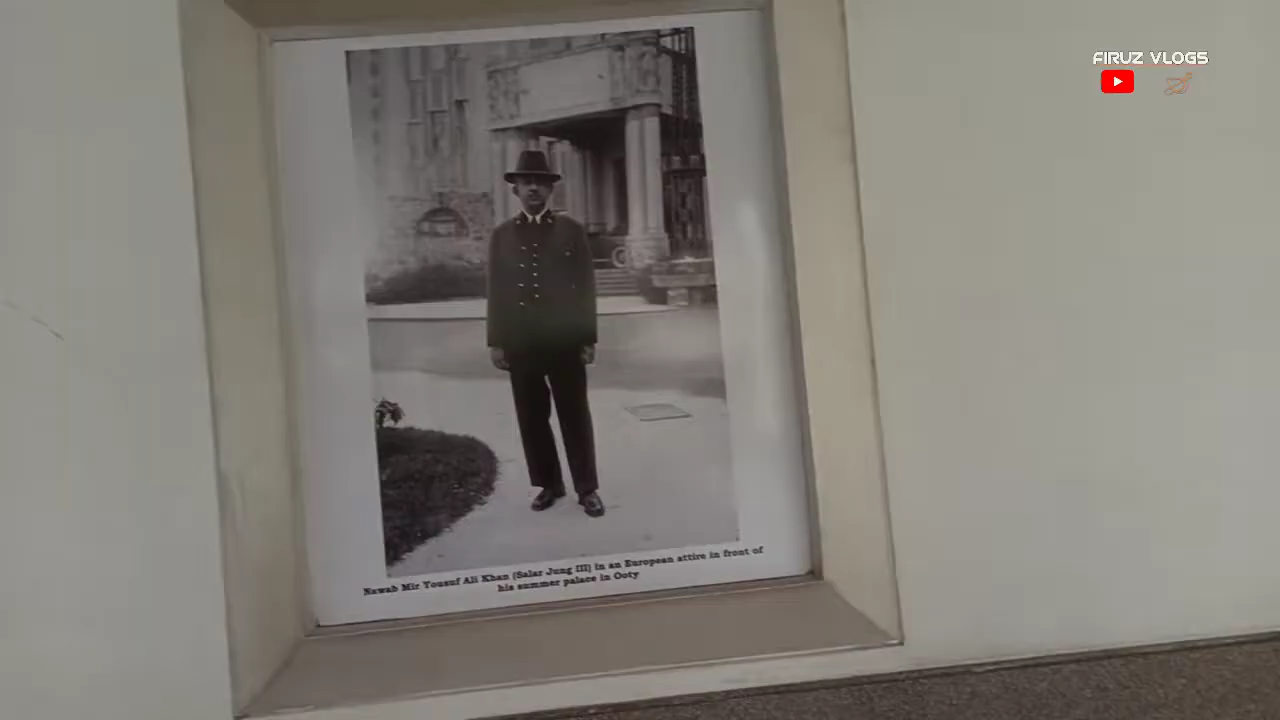 FIRUZ VLOGS
Nawab Mir Yousuf Ali Khan (Salar Jung III) in an European attire in front of
his summer palace in Ooty